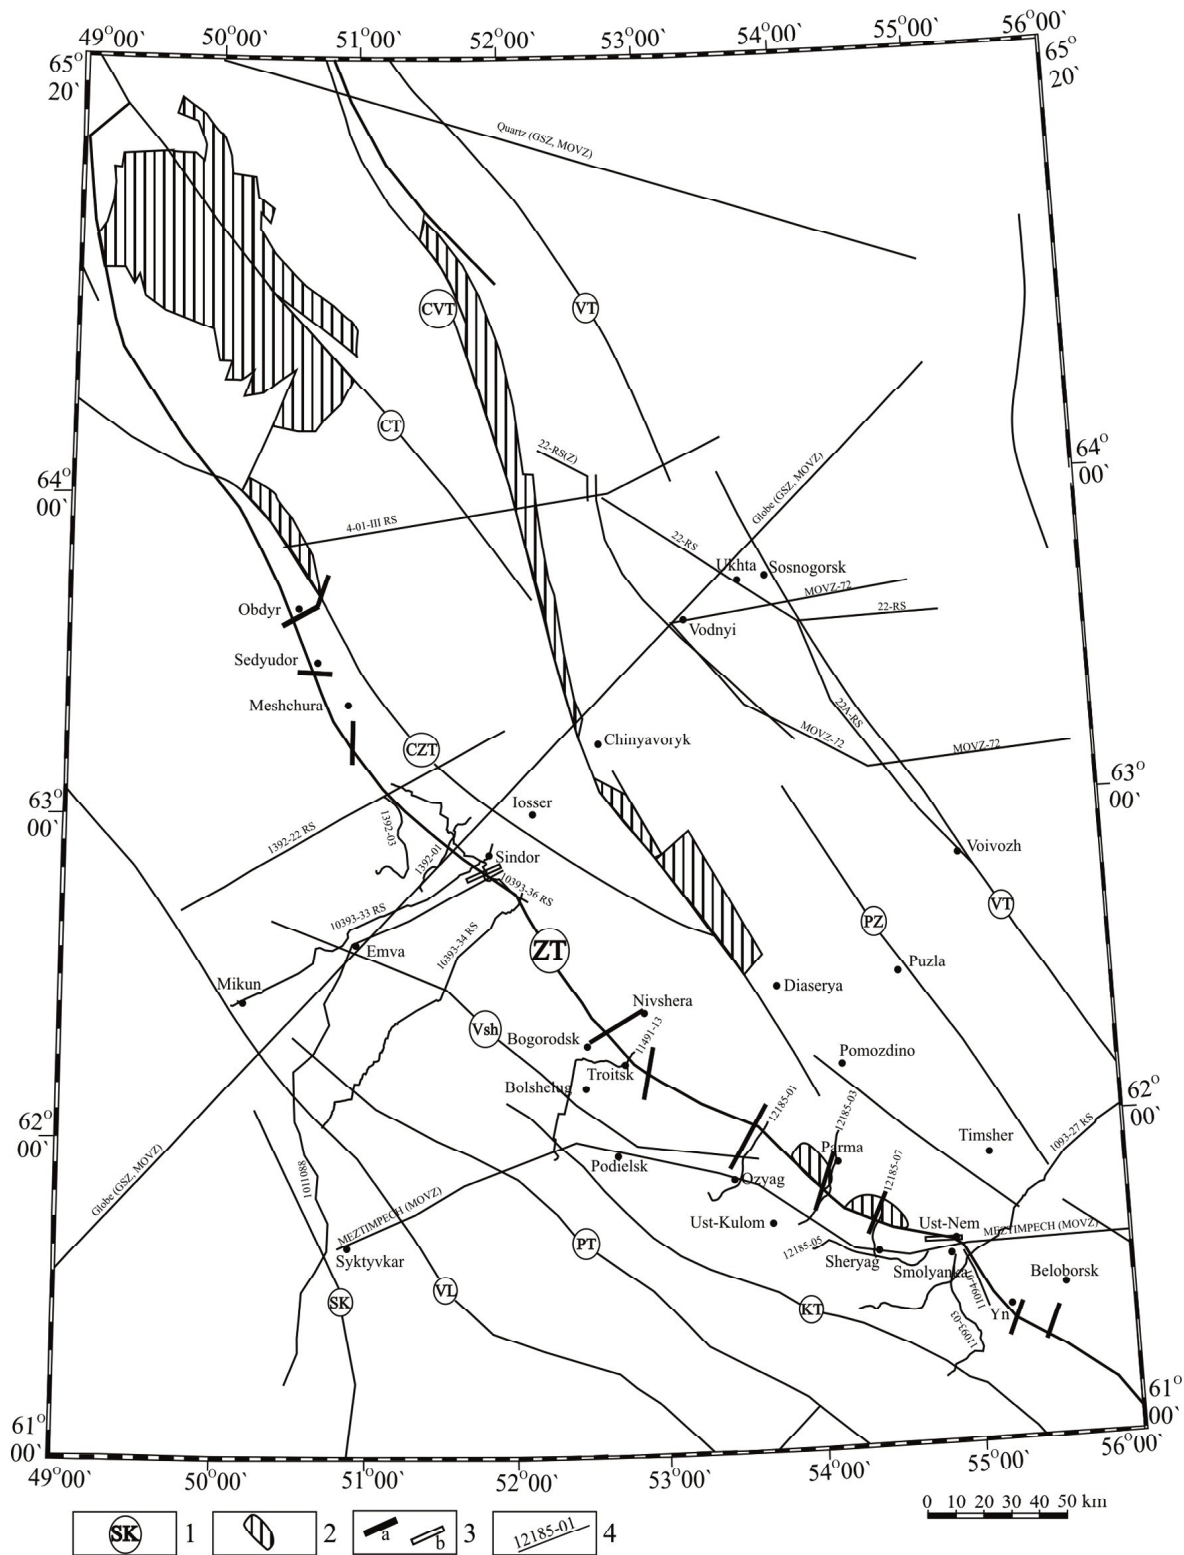 49°00` 50°00` 51°00` 52°00` 53°00` 54°00` 55°00` 56°00`
65°
20`
65°
20`
Quartz (GSZ, MOVZ)
CVT
VT
CT
22-RS(Z)
Globe (GSZ, MOVZ)
64°
00`
64°
00`
4-01-III RS
22-RS
Ukhta
Sosnogorsk
MOVZ-72
22-RS
Obdyr
Vodnyi
Sedyudor
Meshchura
22A-RS
MOVZ-72
MOVZ-72
CZT
Chinyavoryk
63°
00`
63°
00`
Iosser
1392-22 RS
1392-03
1392-01
Sindor
Voivozh
10393-36 RS
10393-33 RS
VT
PZ
16393-34 RS
Emva
ZT
Puzla
Mikun
Diaserya
Nivshera
Vsh
Bogorodsk
11491-13
Pomozdino
Troitsk
Bolshelug
62°
00`
62°
00`
12185-01
12185-03
1093-27 RS
Timsher
Parma
Podielsk
12185-07
Ozyag
Globe (GSZ, MOVZ)
1011088
MEZTIMPECH (MOVZ)
Ust-Kulom
Ust-Nem
MEZTIMPECH (MOVZ)
PT
12185-05
Syktyvkar
Sheryag
Smolyanka
Beloborsk
VL
SK
KT
Yn
12093-03
61°
00`
61°
00`
49°00` 50°00` 51°00` 52°00` 53°00` 54°00` 55°00` 56°00`
0 10 20 30 40 50 km
SK 1 2 a b 3 12185-01 4